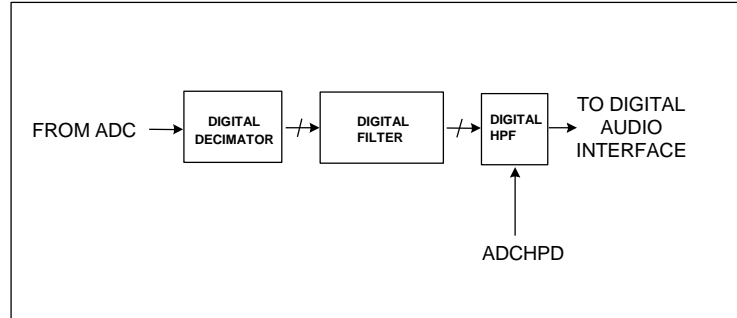 FROM ADC
DIGITAL
DECIMATOR
DIGITAL
FILTER
DIGITAL
HPF
TO DIGITAL
AUDIO
INTERFACE
ADCHPD